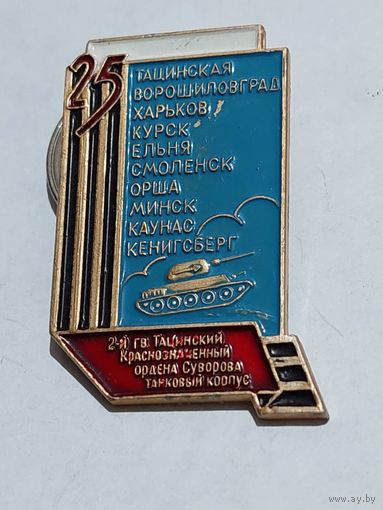 25
ТАЦИНСКАЯ
ВОРОШИЛОВГРАД
ХАРЬКОВ
КУРСК
ЕЛЬНЯ
СМОЛЕНСК
ОРША
МИНСК
КАУНАС
КЕНИГСБЕРГ
2-й гв. Тацинский
Краснознаменный
ордена Суворова
танковый корпус
https://www.ay.by